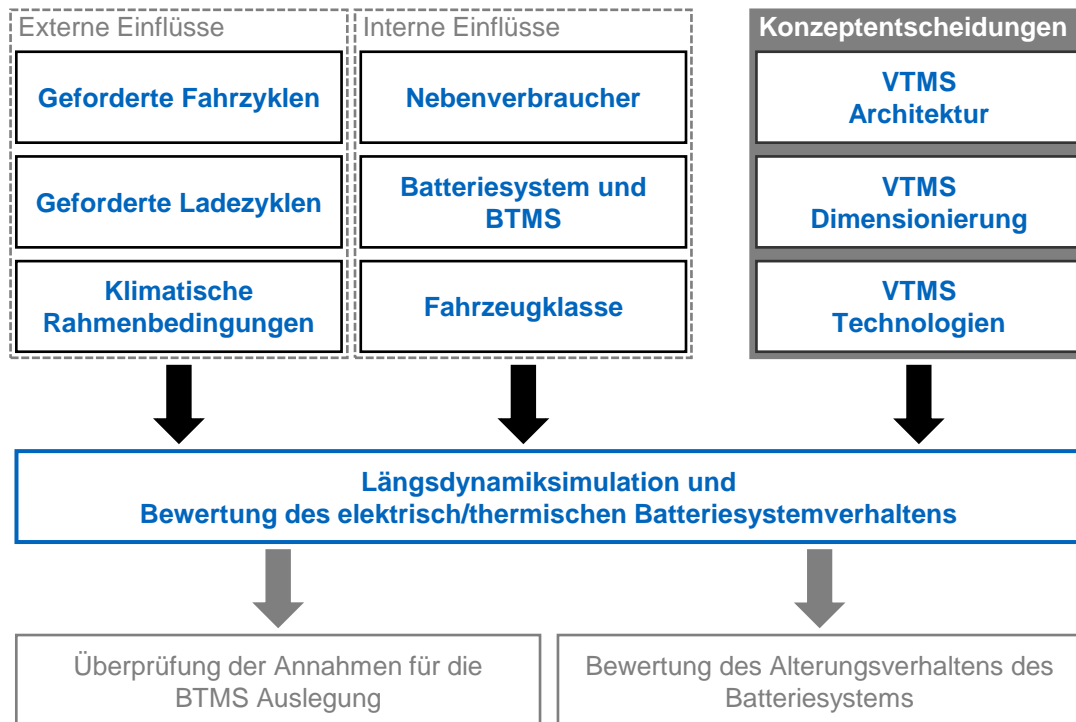 Externe Einflüsse
Geforderte Fahrzyklen
Geforderte Ladezyklen
Klimatische
Rahmenbedingungen
Interne Einflüsse
Nebenverbraucher
Batteriesystem und
BTMS
Fahrzeugklasse
Konzeptentscheidungen
VTMS
Architektur
VTMS
Dimensionierung
VTMS
Technologien
Längsdynamiksimulation und
Bewertung des elektrisch/thermischen Batteriesystemverhaltens
Überprüfung der Annahmen für die
BTMS Auslegung
Bewertung des Alterungsverhaltens des
Batteriesystems